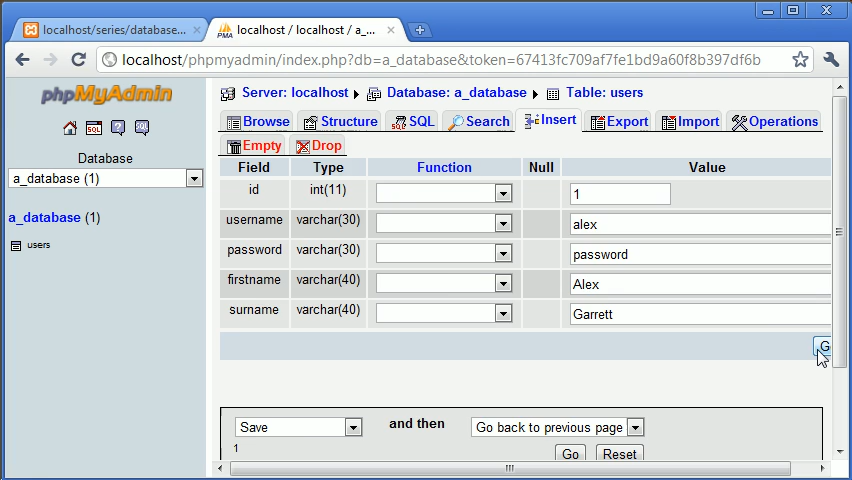 localhost/series/database... localhost / localhost / a_...
localhost/phpmyadmin/index.php?db=a_database&token=67413fc709af7fe1bd9a60f8b397df6b
phpMyAdmin
SQL
Database
a_database (1)
a_database (1)
users
Server: localhost Database: a_database Table: users
Browse Structure SQL Search Insert Export Import Operations
Empty Drop
Field Type Function Null Value
id int(11) 1
username varchar(30) alex
password varchar(30) password
firstname varchar(40) Alex
surname varchar(40) Garrett
G
Save and then Go back to previous page
1
Go Reset